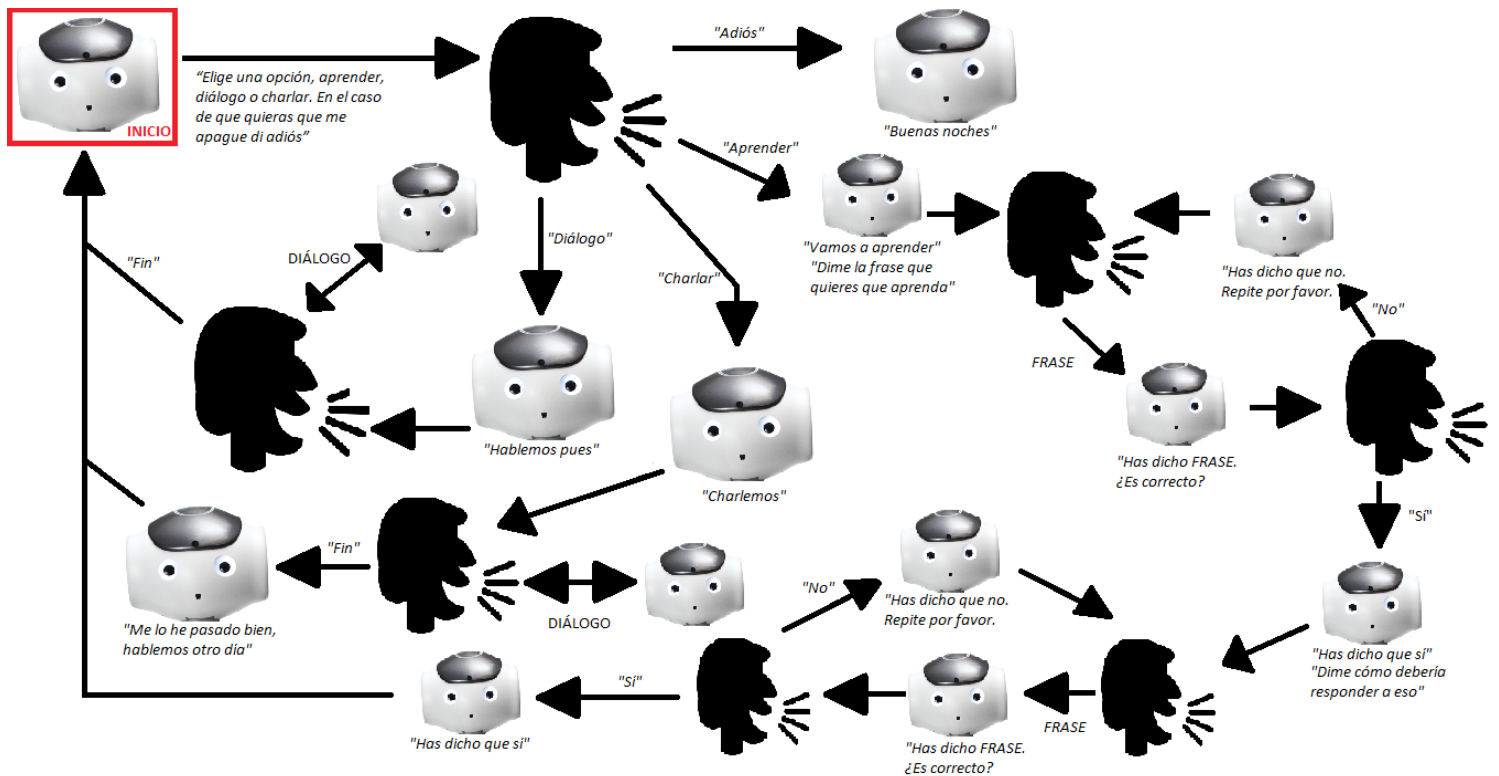 INICIO
“Elige una opción, aprender,
diálogo o charlar. En el caso
de que quieras que me
apague di adiós”
"Adiós"
"Buenas noches"
"Aprender"
"Vamos a aprender"
"Dime la frase que
quieres que aprenda"
"Has dicho que no.
Repite por favor.
"No"
FRASE
"Has dicho FRASE.
¿Es correcto?
"Sí"
"Has dicho que sí"
"Dime cómo debería
responder a eso"
"Diálogo"
"Charlar"
"Fin"
DIÁLOGO
"Hablemos pues"
"Charlemos"
"Fin"
"Me lo he pasado bien,
hablemos otro día"
DIÁLOGO
"No"
"Has dicho que no.
Repite por favor.
FRASE
"Has dicho FRASE.
¿Es correcto?
"Sí"
"Has dicho que sí"